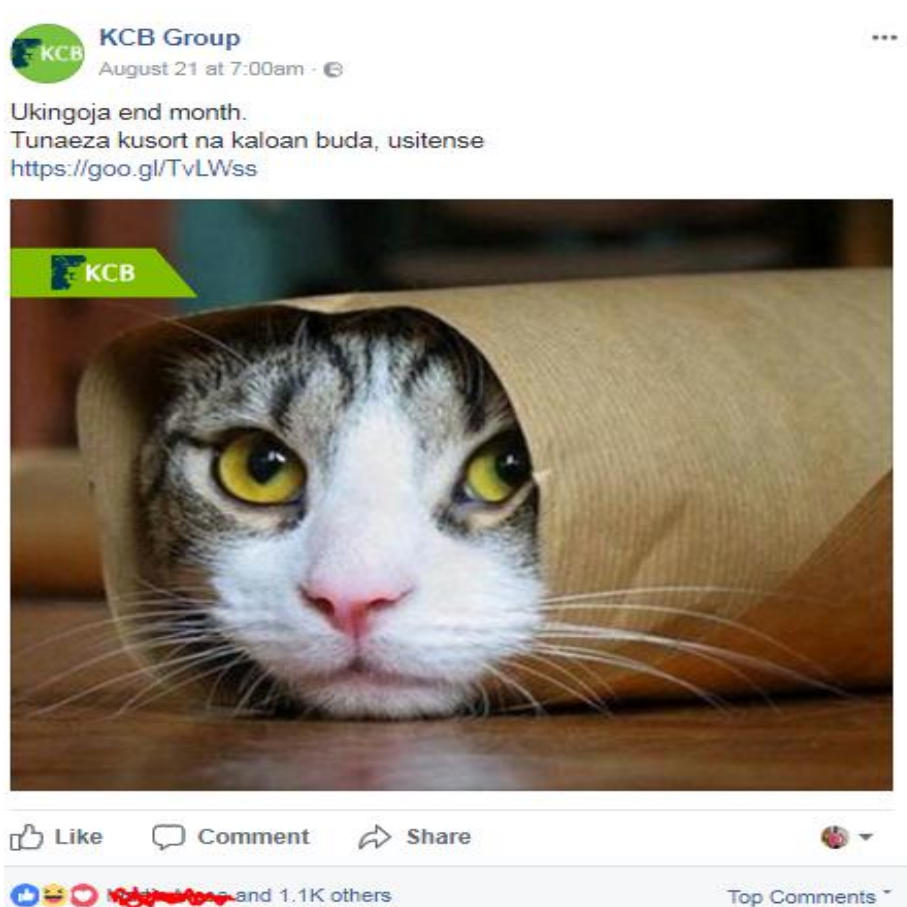 KCB
KCB Group
August 21 at 7:00am ·
Ukingoja end month.
Tunaeza kusort na kaloan buda, usitense
https://goo.gl/TvLWss
KCB
Like Comment Share
and 1.1K others
Top Comments